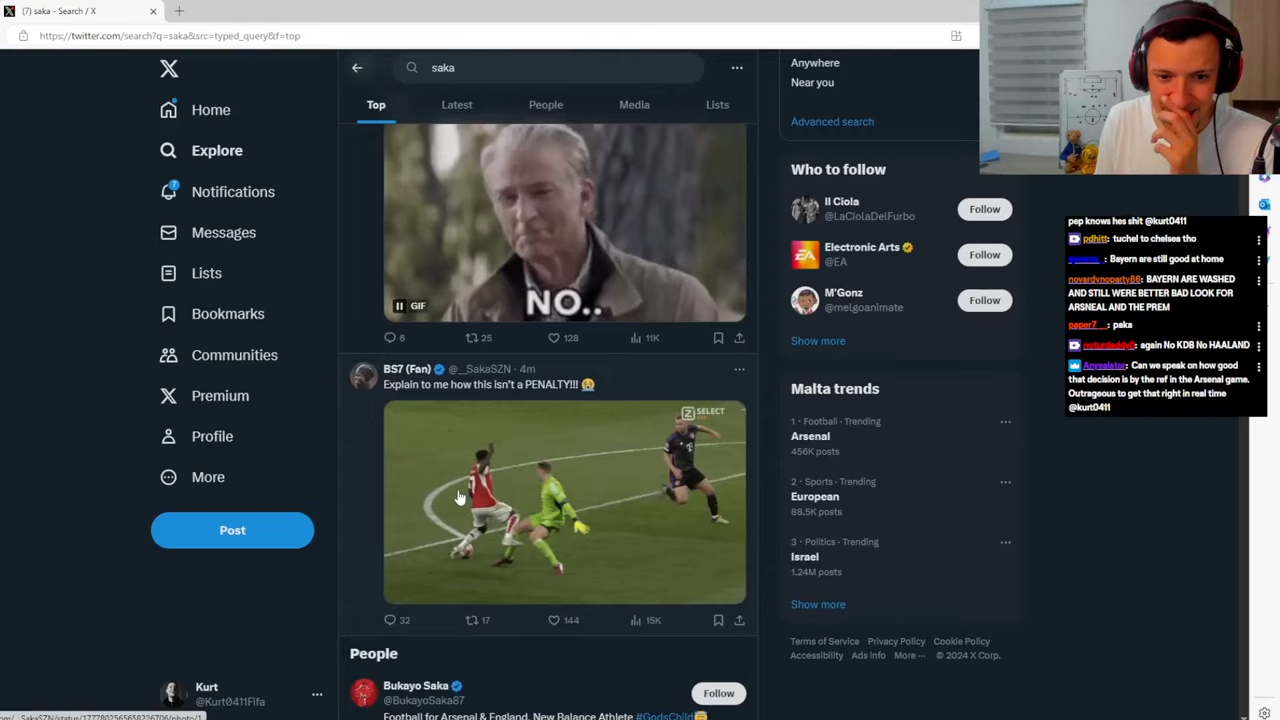 (7) saka - Search / X
https://twitter.com/search?q=saka&src=typed_query&f=top
Home
Explore
7
Notifications
Messages
Lists
Bookmarks
Communities
Premium
Profile
More
Post
Kurt
@Kurt0411Fifa
saka
Top
Latest
People
Media
Lists
NO..
GIF
6
25
128
11K
BS7 (Fan) @__SakaSZN · 4m
Explain to me how this isn't a PENALTY!!! 😭
Z SELECT
32
17
144
15K
People
Bukayo Saka
@BukayoSaka87
Follow
Football for Arsenal & England, New Balance Athlete #GodsChild😇
Anywhere
Near you
Advanced search
Who to follow
Il Ciola
@LaCIolaDelFurbo
Follow
Electronic Arts
EA
@EA
Follow
M'Gonz
@melgoanimate
Follow
Show more
Malta trends
1 · Football · Trending
Arsenal
456K posts
2 · Sports · Trending
European
88.5K posts
3 · Politics · Trending
Israel
1.24M posts
Show more
Terms of Service Privacy Policy Cookie Policy
Accessibility Ads info More ··· © 2024 X Corp.
pep knows hes shit @kurt0411
pdhitt: tuchel to chelsea tho
: Bayern are still good at home
novardynoparty86: BAYERN ARE WASHED
AND STILL WERE BETTER BAD LOOK FOR
ARSNEAL AND THE PREM
paper7__: paka
: again No KDB No HAALAND
Anyealator: Can we speak on how good
that decision is by the ref in the Arsenal game.
Outrageous to get that right in real time
@kurt0411